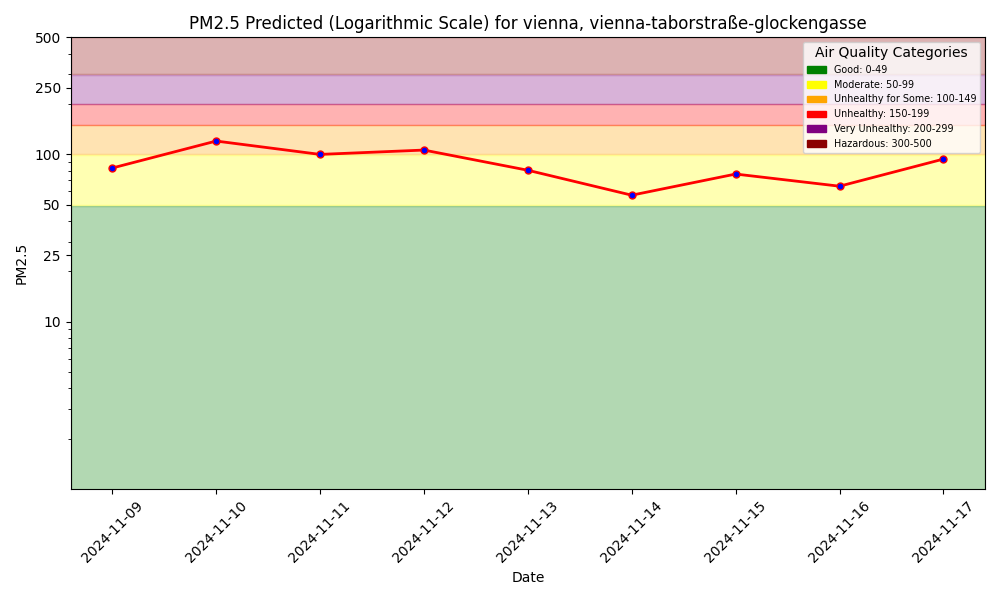 PM2.5 Predicted (Logarithmic Scale) for vienna, vienna-taborstraße-glockengasse
Air Quality Categories
Good: 0-49
Moderate: 50-99
Unhealthy for Some: 100-149
Unhealthy: 150-199
Very Unhealthy: 200-299
Hazardous: 300-500
PM2.5
500
250
100
50
25
10
2024-11-09
2024-11-10
2024-11-11
2024-11-12
2024-11-13
2024-11-14
2024-11-15
2024-11-16
2024-11-17
Date